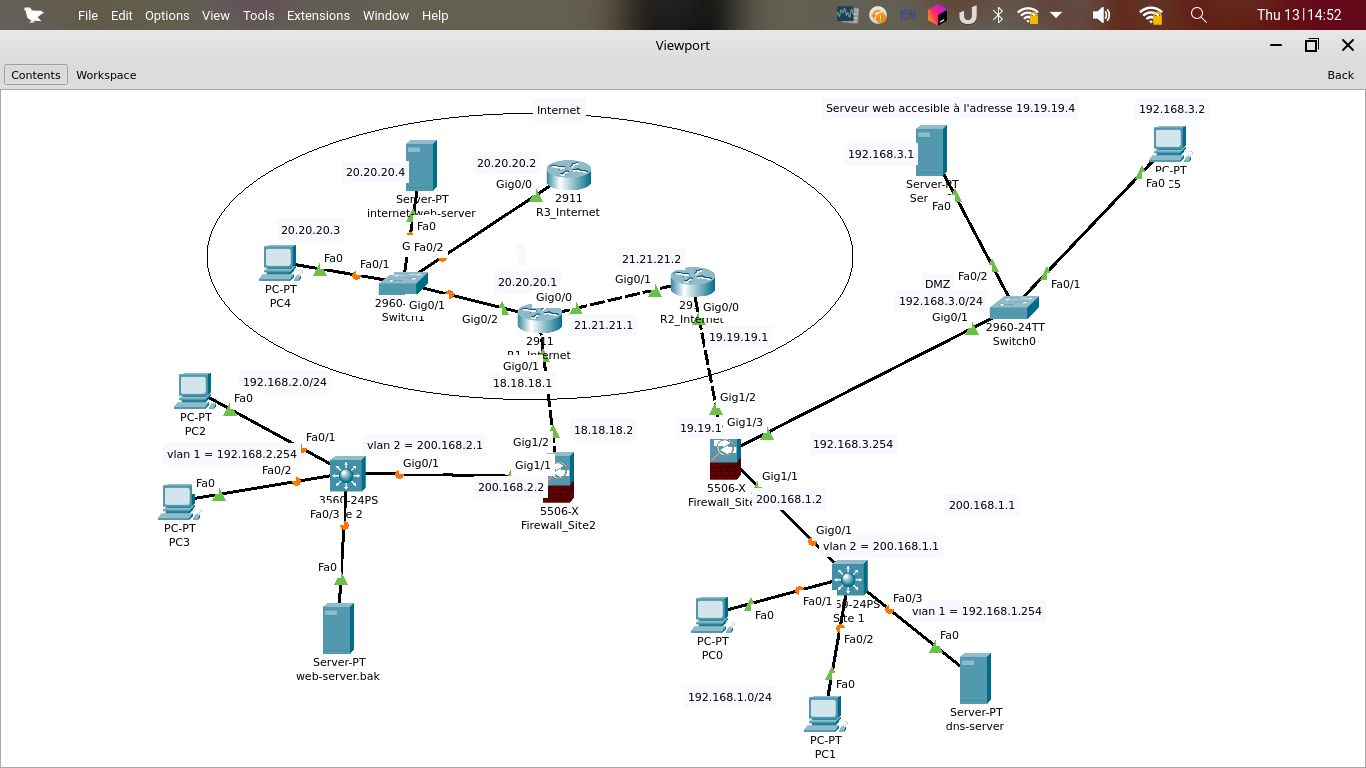 File Edit Options View Tools Extensions Window Help
EN
Thu 13 14:52
Viewport
Contents Workspace Back
Internet
Serveur web accesible à l'adresse 19.19.19.4
192.168.3.2
192.168.3.1
Server-PT
Ser
Fa0
PC-PT
Fa0 C5
20.20.20.4
Server-PT
internet web-server
Fa0
20.20.20.2
Gig0/0
2911
R3_Internet
20.20.20.3
Fa0
Fa0/1
PC-PT
PC4
G Fa0/2
2960-
Switch1
Gig0/1
20.20.20.1
Gig0/0
Gig0/2
2911
R1_Internet
Gig0/1
18.18.18.1
21.21.21.2
Gig0/1
21.21.21.1
Gig0/0
R2_Internet
19.19.19.1
DMZ
192.168.3.0/24
Gig0/1
Fa0/2
Fa0/1
2960-24TT
Switch0
192.168.2.0/24
Fa0
PC-PT
PC2
Fa0/1
vlan 1 = 192.168.2.254
Fa0/2
Fa0
PC-PT
PC3
vlan 2 = 200.168.2.1
Gig0/1
3560-24PS
Fa0/3 e 2
Fa0
Server-PT
web-server.bak
18.18.18.2
Gig1/2
Gig1/1
200.168.2.2
5506-X
Firewall_Site2
Gig1/2
19.19.1
Gig1/3
192.168.3.254
5506-X
Firewall_Site
Gig1/1
200.168.1.2
200.168.1.1
Gig0/1
vlan 2 = 200.168.1.1
Fa0/1
Site 1
Fa0/2
Fa0/3
vlan 1 = 192.168.1.254
Fa0
PC-PT
PC0
Fa0
Server-PT
dns-server
192.168.1.0/24
Fa0
PC-PT
PC1